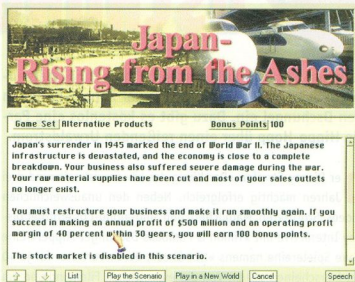 Japan-
Rising from the Ashes
Game Set Alternative Products Bonus Points 100
Japan's surrender in 1945 marked the end of World War II. The Japanese
infrastructure is devastated, and the economy is close to a complete
breakdown. Your business also suffered severe damage during the war.
Your raw material supplies have been cut and most of your sales outlets
no longer exist.
You must restructure your business and make it run smoothly again. If you
succeed in making an annual profit of $500 million and an operating profit
margin of 40 percent within 30 years, you will earn 100 bonus points.
The stock market is disabled in this scenario.
List Play the Scenario Play in a New World Cancel Speech